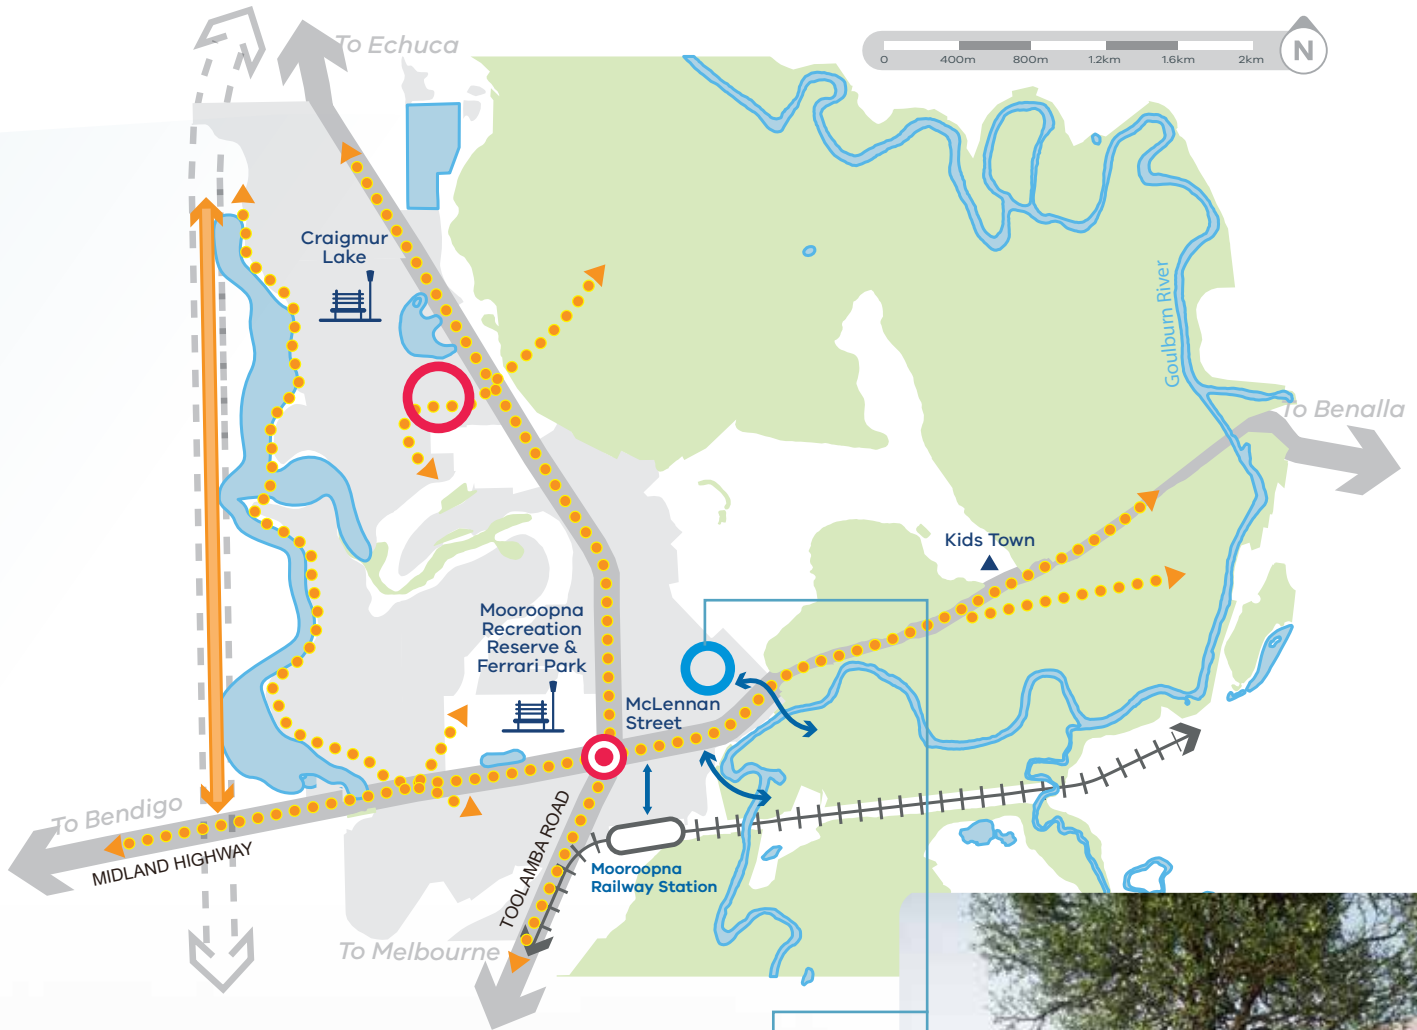 To Echuca
N
0 400m 800m 1.2km 1.6km 2km
Craigmur
Lake
Goulburn River
To Benalla
Kids Town
Mooroopna
Recreation
Reserve &
Ferrari Park
McLennan
Street
To Bendigo
MIDLAND HIGHWAY
TOOLAMBA ROAD
Mooroopna
Railway Station
To Melbourne